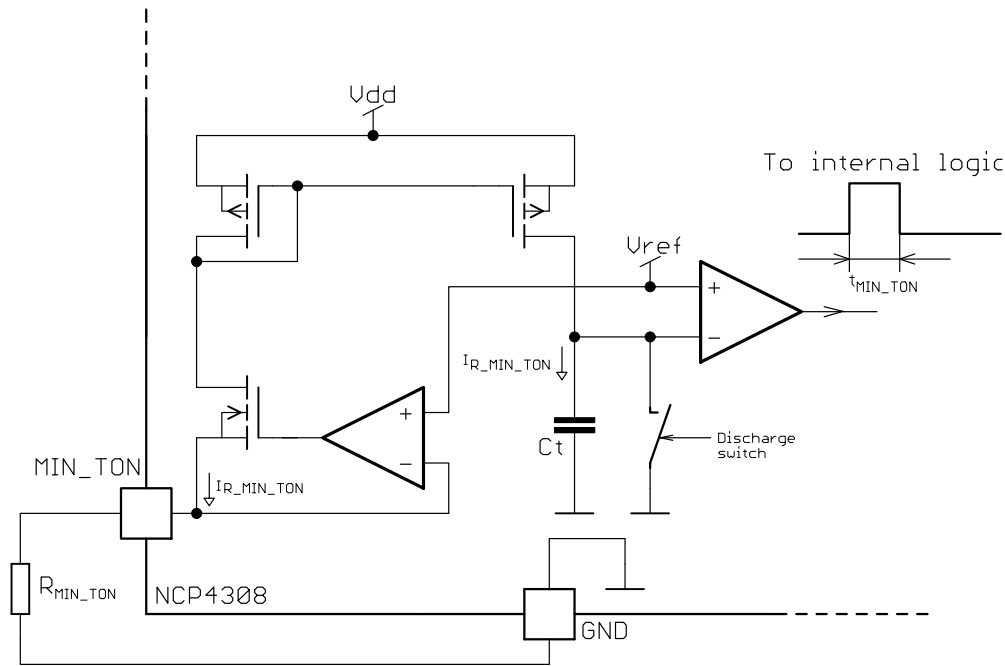 Vdd
To internal logic
Vref
+
tMIN_TON
−
IR_MIN_TON
+
Ct
Discharge
switch
−
MIN_TON
IR_MIN_TON
RMIN_TON
NCP4308
GND